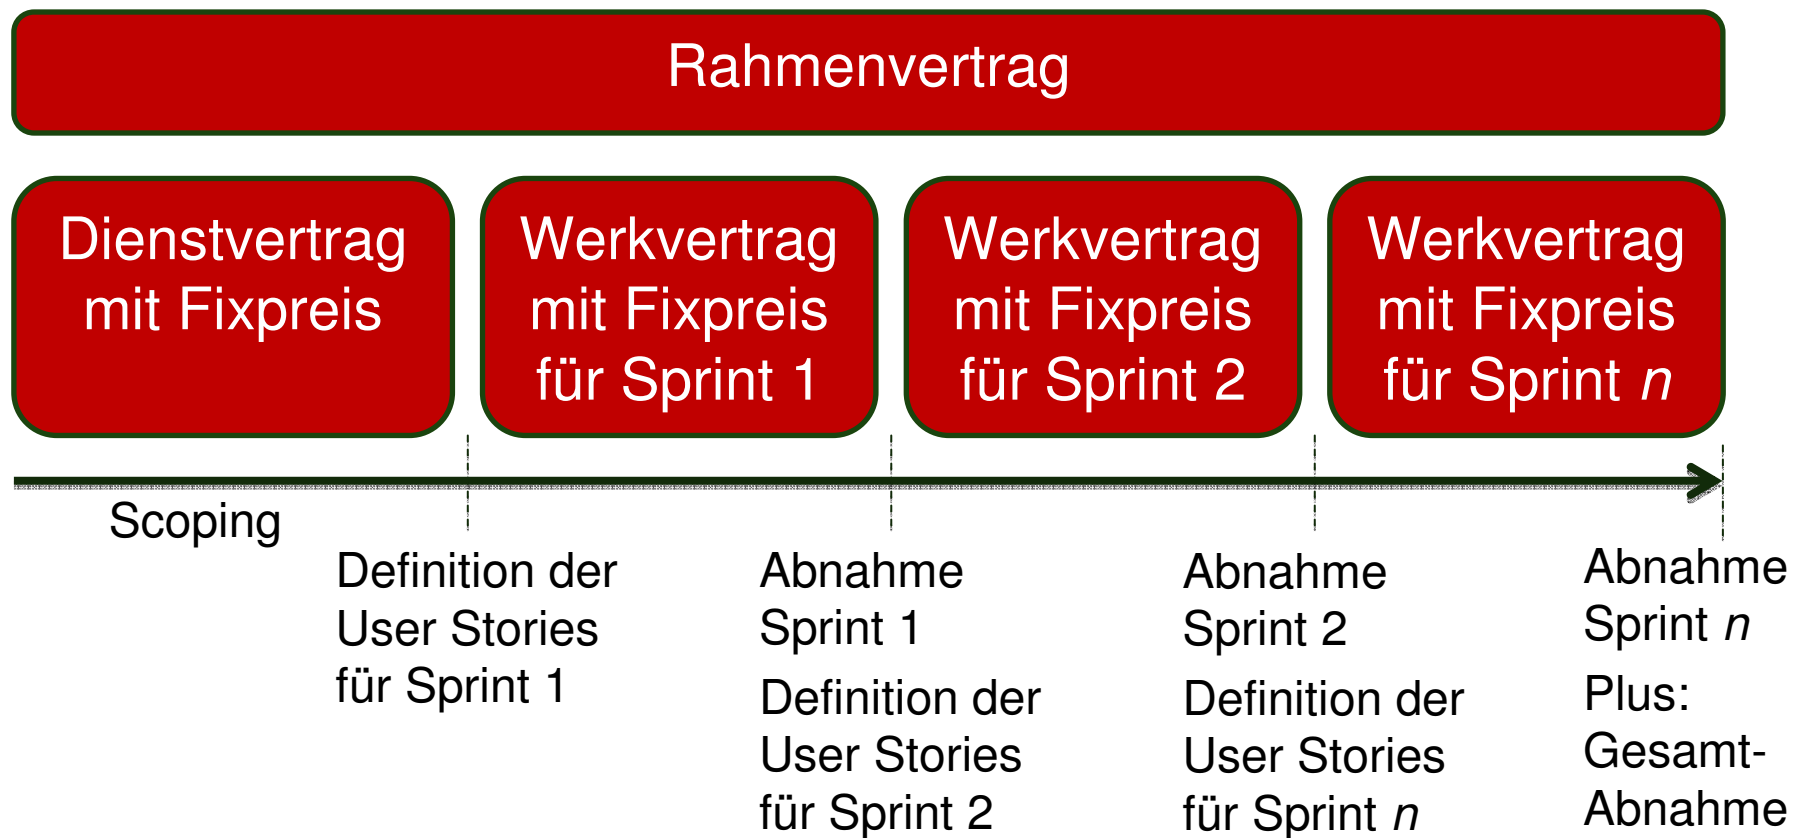 Rahmenvertrag
Dienstvertrag
mit Fixpreis
Werkvertrag
mit Fixpreis
für Sprint 1
Werkvertrag
mit Fixpreis
für Sprint 2
Werkvertrag
mit Fixpreis
für Sprint n
Scoping
Definition der
User Stories
für Sprint 1
Abnahme
Sprint 1
Definition der
User Stories
für Sprint 2
Abnahme
Sprint 2
Definition der
User Stories
für Sprint n
Abnahme
Sprint n
Plus:
Gesamt-
Abnahme